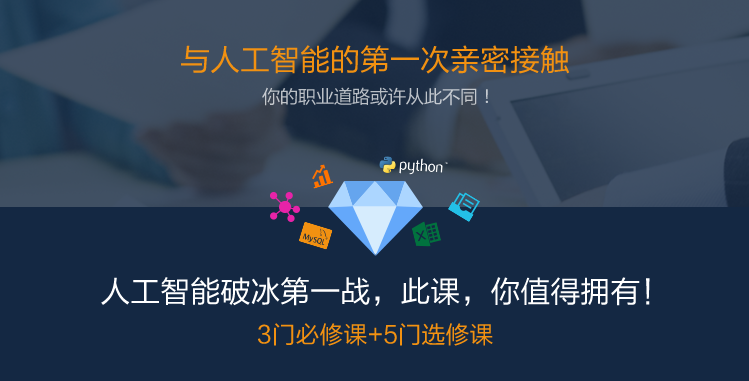 与人工智能的第一次亲密接触
你的职业道路或许从此不同！
python
MySQL
X
人工智能破冰第一战，此课，你值得拥有！
3门必修课+5门选修课